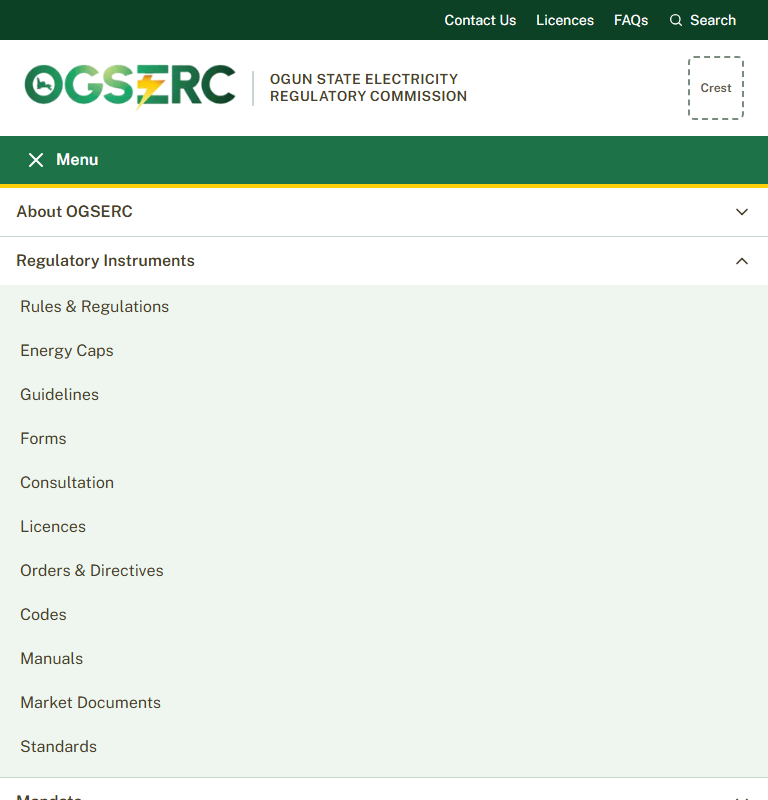 Contact Us Licences FAQs Search
OGSERC
OGUN STATE ELECTRICITY
REGULATORY COMMISSION
Crest
Menu
About OGSERC
Regulatory Instruments
Rules & Regulations
Energy Caps
Guidelines
Forms
Consultation
Licences
Orders & Directives
Codes
Manuals
Market Documents
Standards
Mandate